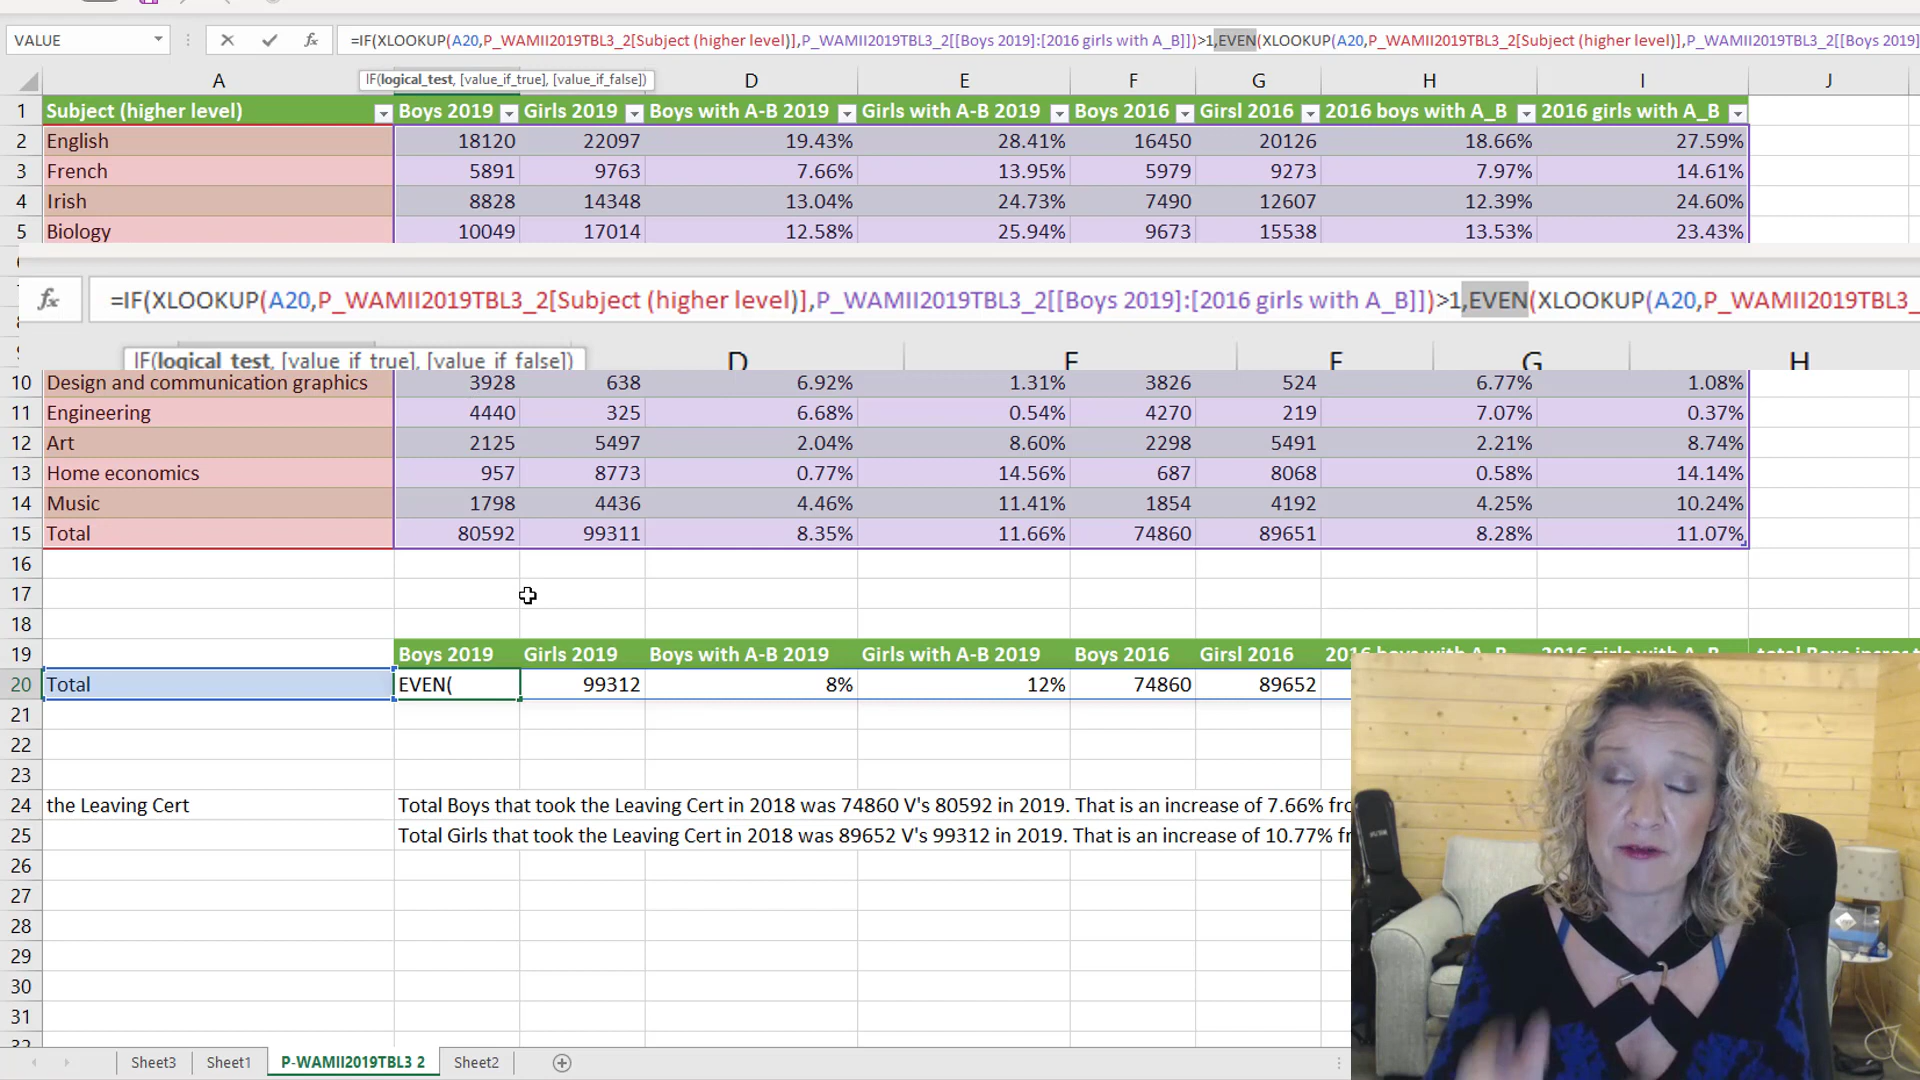 VALUE =IF(XLOOKUP(A20,P_WAMII2019TBL3_2[Subject (higher level)],P_WAMII2019TBL3_2[[Boys 2019]:[2016 girls with A_B]])>1,EVEN(XLOOKUP(A20,P_WAMII2019TBL3_2[Subject (higher level)],P_WAMII2019TBL3_2[[Boys 2019]
IF(logical_test, [value_if_true], [value_if_false])
A D E F G H I J
1 Subject (higher level) Boys 2019 Girls 2019 Boys with A-B 2019 Girls with A-B 2019 Boys 2016 Girsl 2016 2016 boys with A_B 2016 girls with A_B
2 English 18120 22097 19.43% 28.41% 16450 20126 18.66% 27.59%
3 French 5891 9763 7.66% 13.95% 5979 9273 7.97% 14.61%
4 Irish 8828 14348 13.04% 24.73% 7490 12607 12.39% 24.60%
5 Biology 10049 17014 12.58% 25.94% 9673 15538 13.53% 23.43%
fx =IF(XLOOKUP(A20,P_WAMII2019TBL3_2[Subject (higher level)],P_WAMII2019TBL3_2[[Boys 2019]:[2016 girls with A_B]])>1,EVEN(XLOOKUP(A20,P_WAMII2019TBL3_
IF(logical_test, [value_if_true], [value_if_false]) D E F G H
10 Design and communication graphics 3928 638 6.92% 1.31% 3826 524 6.77% 1.08%
11 Engineering 4440 325 6.68% 0.54% 4270 219 7.07% 0.37%
12 Art 2125 5497 2.04% 8.60% 2298 5491 2.21% 8.74%
13 Home economics 957 8773 0.77% 14.56% 687 8068 0.58% 14.14%
14 Music 1798 4436 4.46% 11.41% 1854 4192 4.25% 10.24%
15 Total 80592 99311 8.35% 11.66% 74860 89651 8.28% 11.07%
16
17
18
19 Boys 2019 Girls 2019 Boys with A-B 2019 Girls with A-B 2019 Boys 2016 Girsl 2016 2016 boys with A_B 2016 girls with A_B total Boys
20 Total EVEN( 99312 8% 12% 74860 89652
21
22
23
24 the Leaving Cert Total Boys that took the Leaving Cert in 2018 was 74860 V's 80592 in 2019. That is an increase of 7.66%
25 Total Girls that took the Leaving Cert in 2018 was 89652 V's 99312 in 2019. That is an increase of 10.77%
26
27
28
29
30
31
32
Sheet3 Sheet1 P-WAMII2019TBL3 2 Sheet2